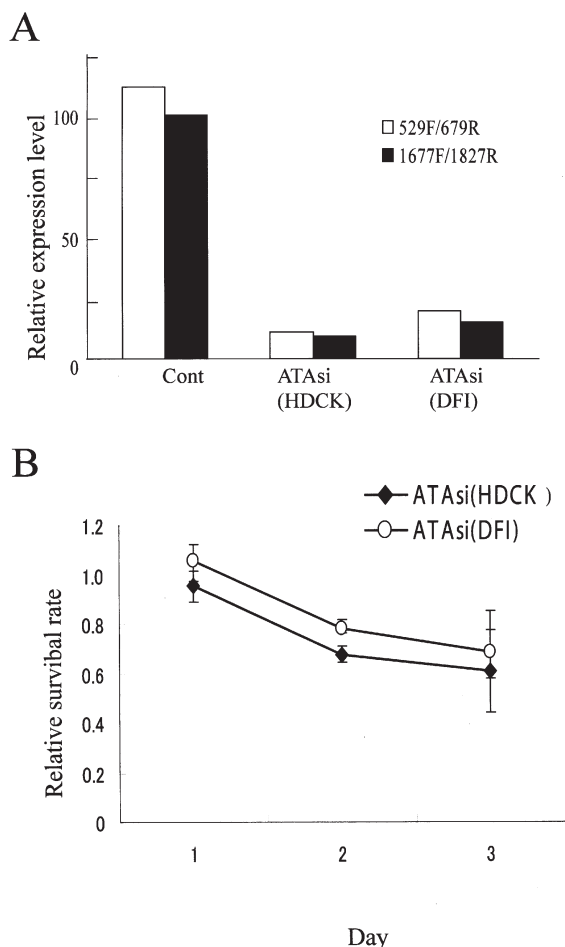 A
Relative expression level
100
50
0
529F/679R
1677F/1827R
Cont
ATAsi
(HDCK)
ATAsi
(DFI)
B
ATAsi(HDCK )
ATAsi(DFI)
Relative survibal rate
1.2
1.0
0.8
0.6
0.4
0.2
0
1
2
3
Day